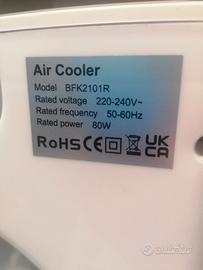 Air Cooler
Model BFK2101R
Rated voltage 220-240V~
Rated frequency 50-60Hz
Rated power 80W
RoHS CE UK CA
subito